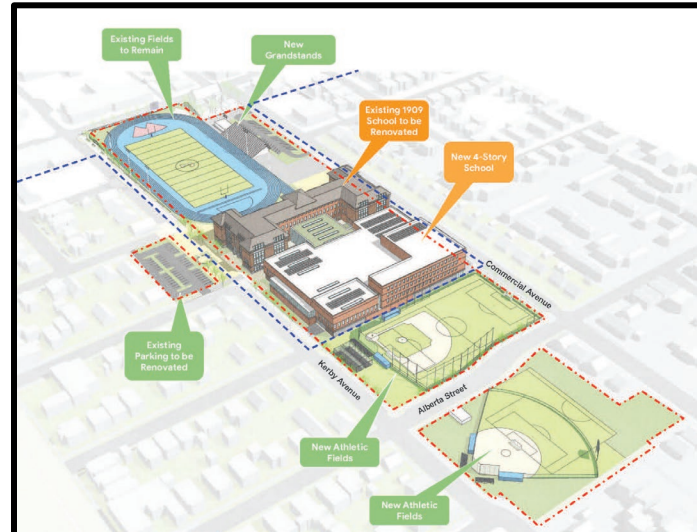 Existing Fields
to Remain
New
Grandstands
Existing 1909
School to be
Renovated
New 4-Story
School
Commercial Avenue
Existing
Parking to be
Renovated
Kerby Avenue
Alberta Street
New Athletic
Fields
New Athletic
Fields